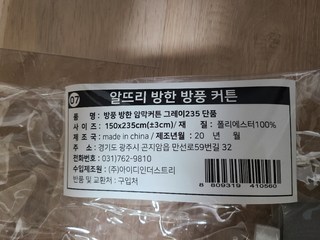 07 알뜨리 방한 방풍 커튼
품 명 : 방풍 방한 암막커튼 그레이235 단품
사 이 즈 : 150x235cm(±3cm)/ 재 질 : 폴리에스터100%
제 조 국 : made in china / 제조년월 : 20 년 월
주 소 : 경기도 광주시 곤지암읍 만선로59번길 32
전화번호 : 031)762-9810
수입제조원 : (주)아이디인더스트리
반품 및 교환처 : 구입처
8 809319 410560